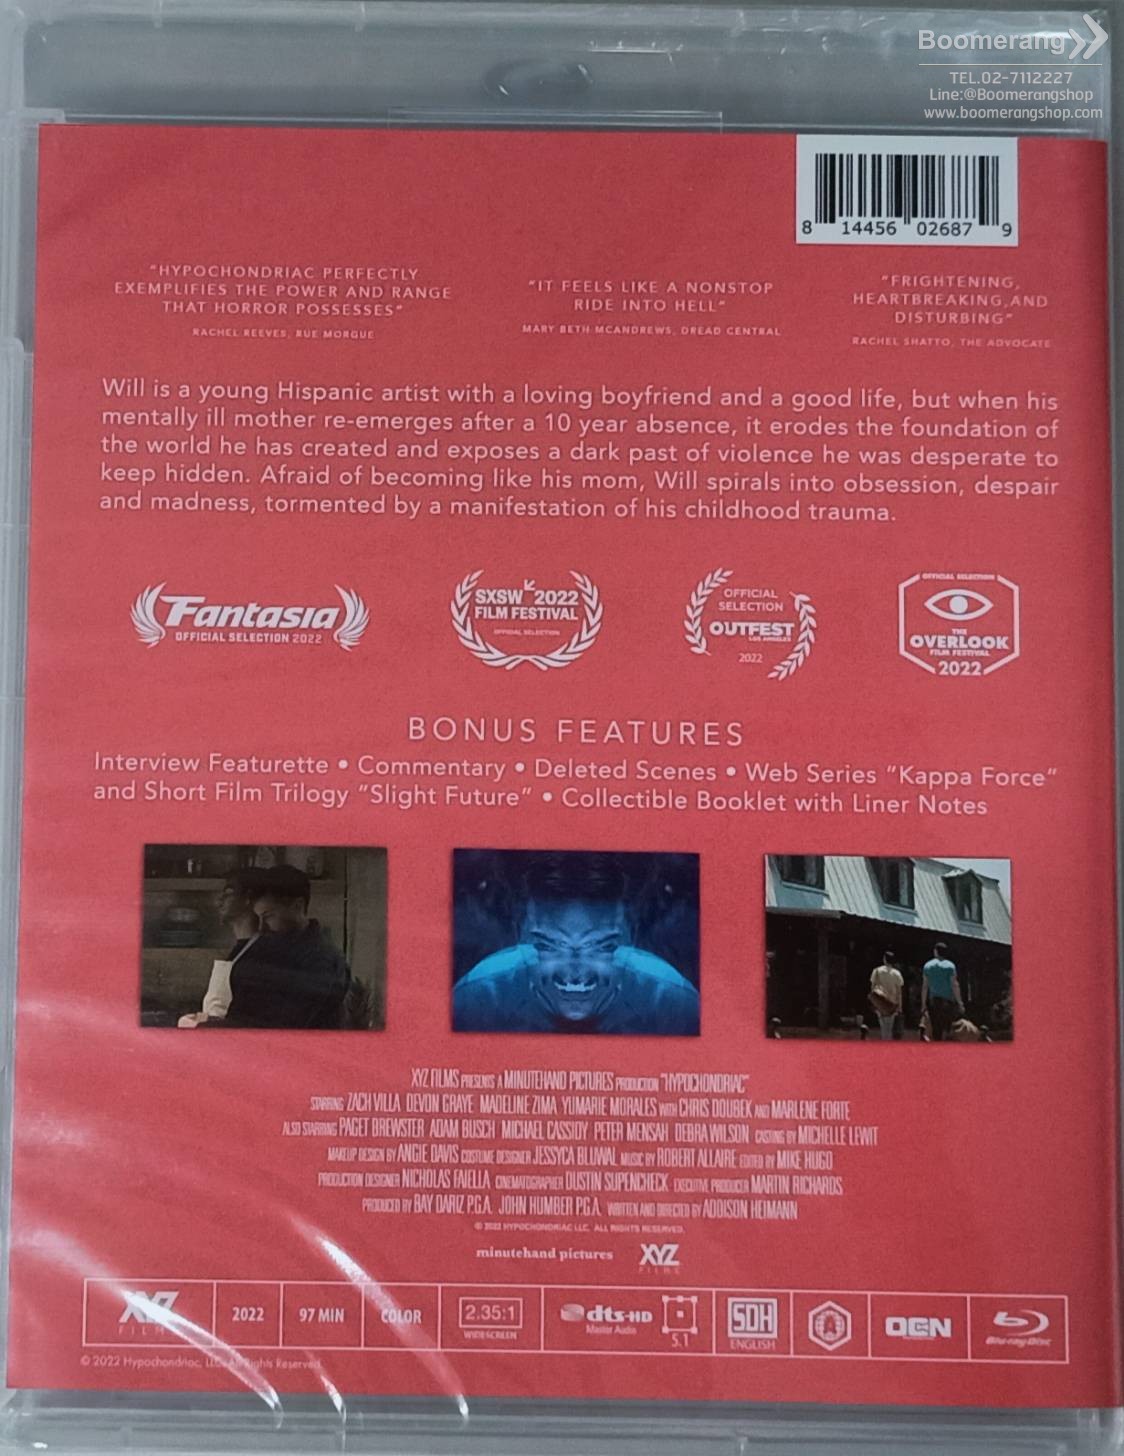 Boomerang
TEL.02-7112227
Line:@Boomerangshop
www.boomerangshop.com
8 14456 02687 9
"HYPOCHONDRIAC PERFECTLY
EXEMPLIFIES THE POWER AND RANGE
THAT HORROR POSSESSES"
RACHEL REEVES, RUE MORGUE
"IT FEELS LIKE A NONSTOP
RIDE INTO HELL"
MARY BETH MCANDREWS, DREAD CENTRAL
"FRIGHTENING,
HEARTBREAKING,AND
DISTURBING"
RACHEL SHATTO, THE ADVOCATE
Will is a young Hispanic artist with a loving boyfriend and a good life, but when his
mentally ill mother re-emerges after a 10 year absence, it erodes the foundation of
the world he has created and exposes a dark past of violence he was desperate to
keep hidden. Afraid of becoming like his mom, Will spirals into obsession, despair
and madness, tormented by a manifestation of his childhood trauma.
Fantasia
OFFICIAL SELECTION 2022
SXSW 2022
FILM FESTIVAL
OFFICIAL SELECTION
OFFICIAL
SELECTION
OUTFEST
LOS ANGELES
2022
OFFICIAL SELECTION
THE
OVERLOOK
FILM FESTIVAL
2022
BONUS FEATURES
Interview Featurette • Commentary • Deleted Scenes • Web Series "Kappa Force"
and Short Film Trilogy "Slight Future" • Collectible Booklet with Liner Notes
XYZ FILMS PRESENTS A MINUTEHAND PICTURES PRODUCTION "HYPOCHONDRIAC"
STARRING ZACH VILLA DEVON GRAYE MADELINE ZIMA YUMARIE MORALES WITH CHRIS DOUBEK AND MARLENE FORTE
ALSO STARRING PAGET BREWSTER ADAM BUSCH MICHAEL CASSIDY PETER MENSAH DEBRA WILSON CASTING BY MICHELLE LEWIT
MAKEUP DESIGN BY ANGIE DAVIS COSTUME DESIGNER JESSYCA BLUWAL MUSIC BY ROBERT ALLAIRE EDITED BY MIKE HUGO
PRODUCTION DESIGNER NICHOLAS FAIELLA CINEMATOGRAPHER DUSTIN SUPENCHECK EXECUTIVE PRODUCER MARTIN RICHARDS
PRODUCED BY BAY DARIZ P.G.A. JOHN HUMBER P.G.A. WRITTEN AND DIRECTED BY ADDISON HEIMANN
© 2022 HYPOCHONDRIAC LLC. ALL RIGHTS RESERVED.
minutehand pictures XYZ FILMS
XYZ FILMS 2022 97 MIN COLOR 2.35:1 WIDESCREEN dts-HD Master Audio 5.1 SDH ENGLISH OCN Blu-ray Disc
© 2022 Hypochondriac, LLC. All Rights Reserved.